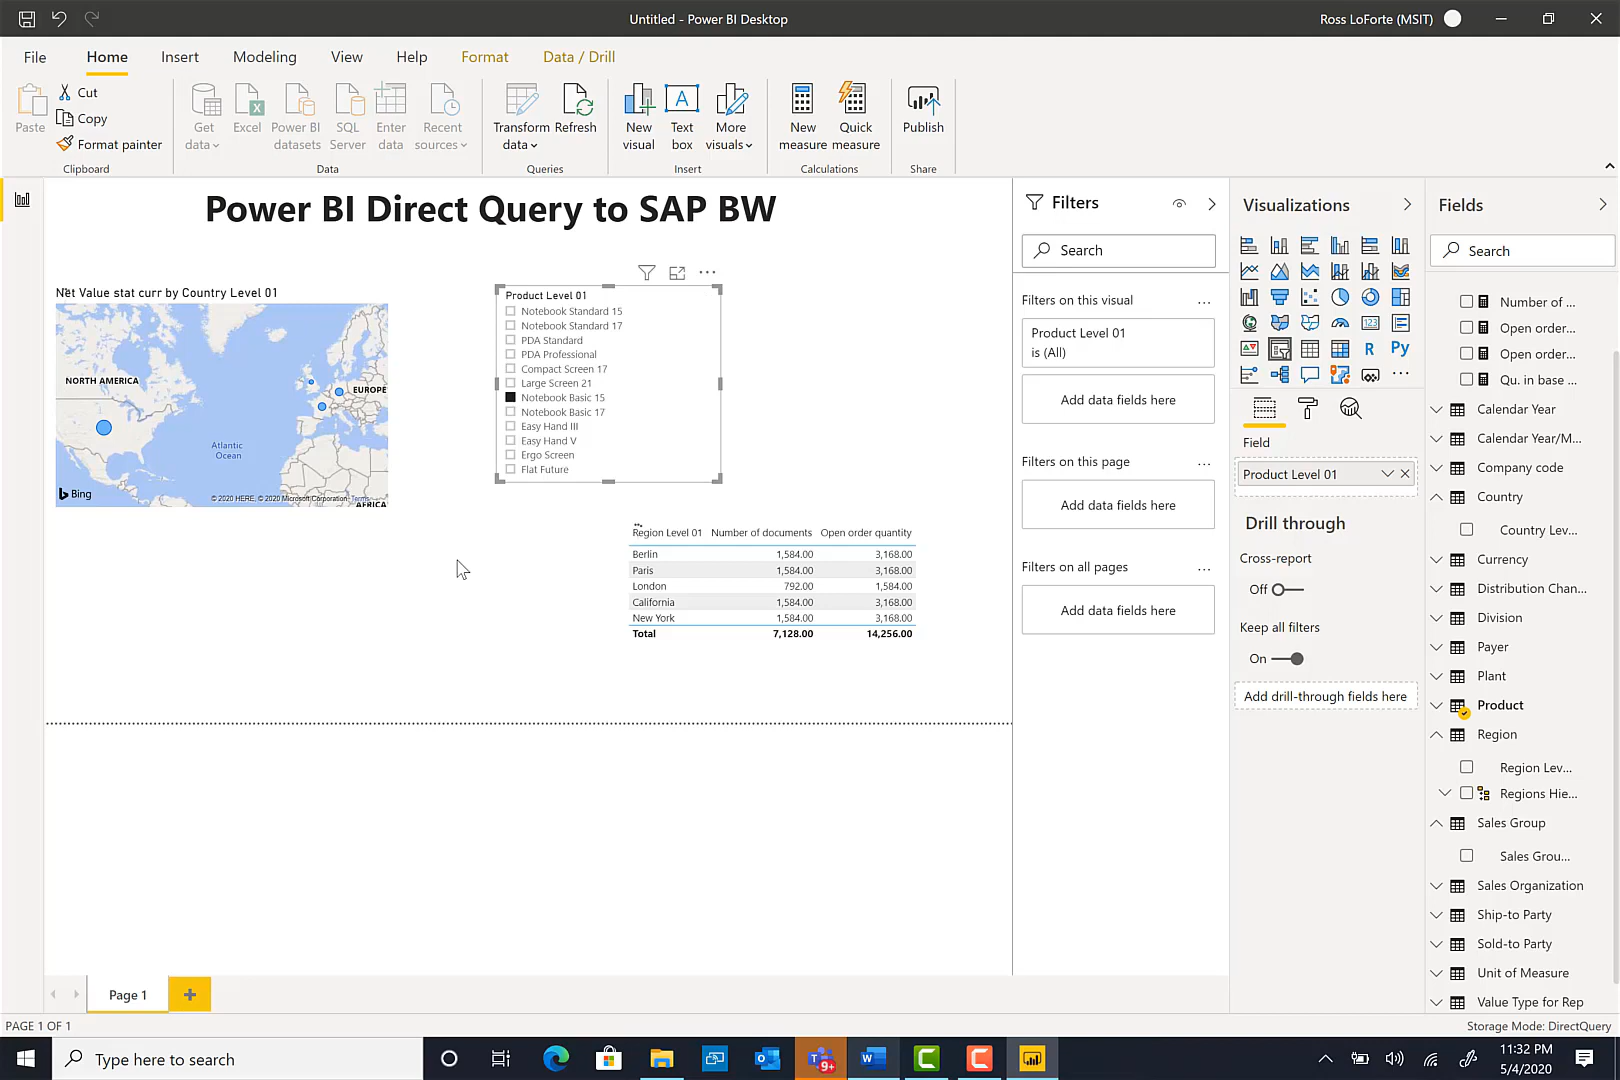 Untitled - Power BI Desktop
Ross LoForte (MSIT)
File
Home
Insert
Modeling
View
Help
Format
Data / Drill
Paste
Cut
Copy
Format painter
Clipboard
Get data
Excel
Power BI datasets
SQL Server
Enter data
Recent sources
Data
Transform data
Refresh
Queries
New visual
Text box
More visuals
Insert
New measure
Quick measure
Calculations
Publish
Share
Power BI Direct Query to SAP BW
Net Value stat curr by Country Level 01
NORTH AMERICA
EUROPE
Atlantic
Ocean
AFRICA
Bing
© 2020 HERE, © 2020 Microsoft Corporation Terms
Product Level 01
Notebook Standard 15
Notebook Standard 17
PDA Standard
PDA Professional
Compact Screen 17
Large Screen 21
Notebook Basic 15
Notebook Basic 17
Easy Hand III
Easy Hand V
Ergo Screen
Flat Future
Region Level 01 Number of documents Open order quantity
Berlin 1,584.00 3,168.00
Paris 1,584.00 3,168.00
London 792.00 1,584.00
California 1,584.00 3,168.00
New York 1,584.00 3,168.00
Total 7,128.00 14,256.00
Filters
Search
Filters on this visual ...
Product Level 01
is (All)
Add data fields here
Filters on this page ...
Add data fields here
Filters on all pages ...
Add data fields here
Visualizations
R
Py
123
...
Field
Product Level 01
Drill through
Cross-report
Off
Keep all filters
On
Add drill-through fields here
Fields
Search
Number of ...
Open order...
Open order...
Qu. in base ...
Calendar Year
Calendar Year/M...
Company code
Country
Country Lev...
Currency
Distribution Chan...
Division
Payer
Plant
Product
Region
Region Lev...
Regions Hie...
Sales Group
Sales Grou...
Sales Organization
Ship-to Party
Sold-to Party
Unit of Measure
Value Type for Rep
Page 1
PAGE 1 OF 1
Storage Mode: DirectQuery
Type here to search
9+
11:32 PM
5/4/2020